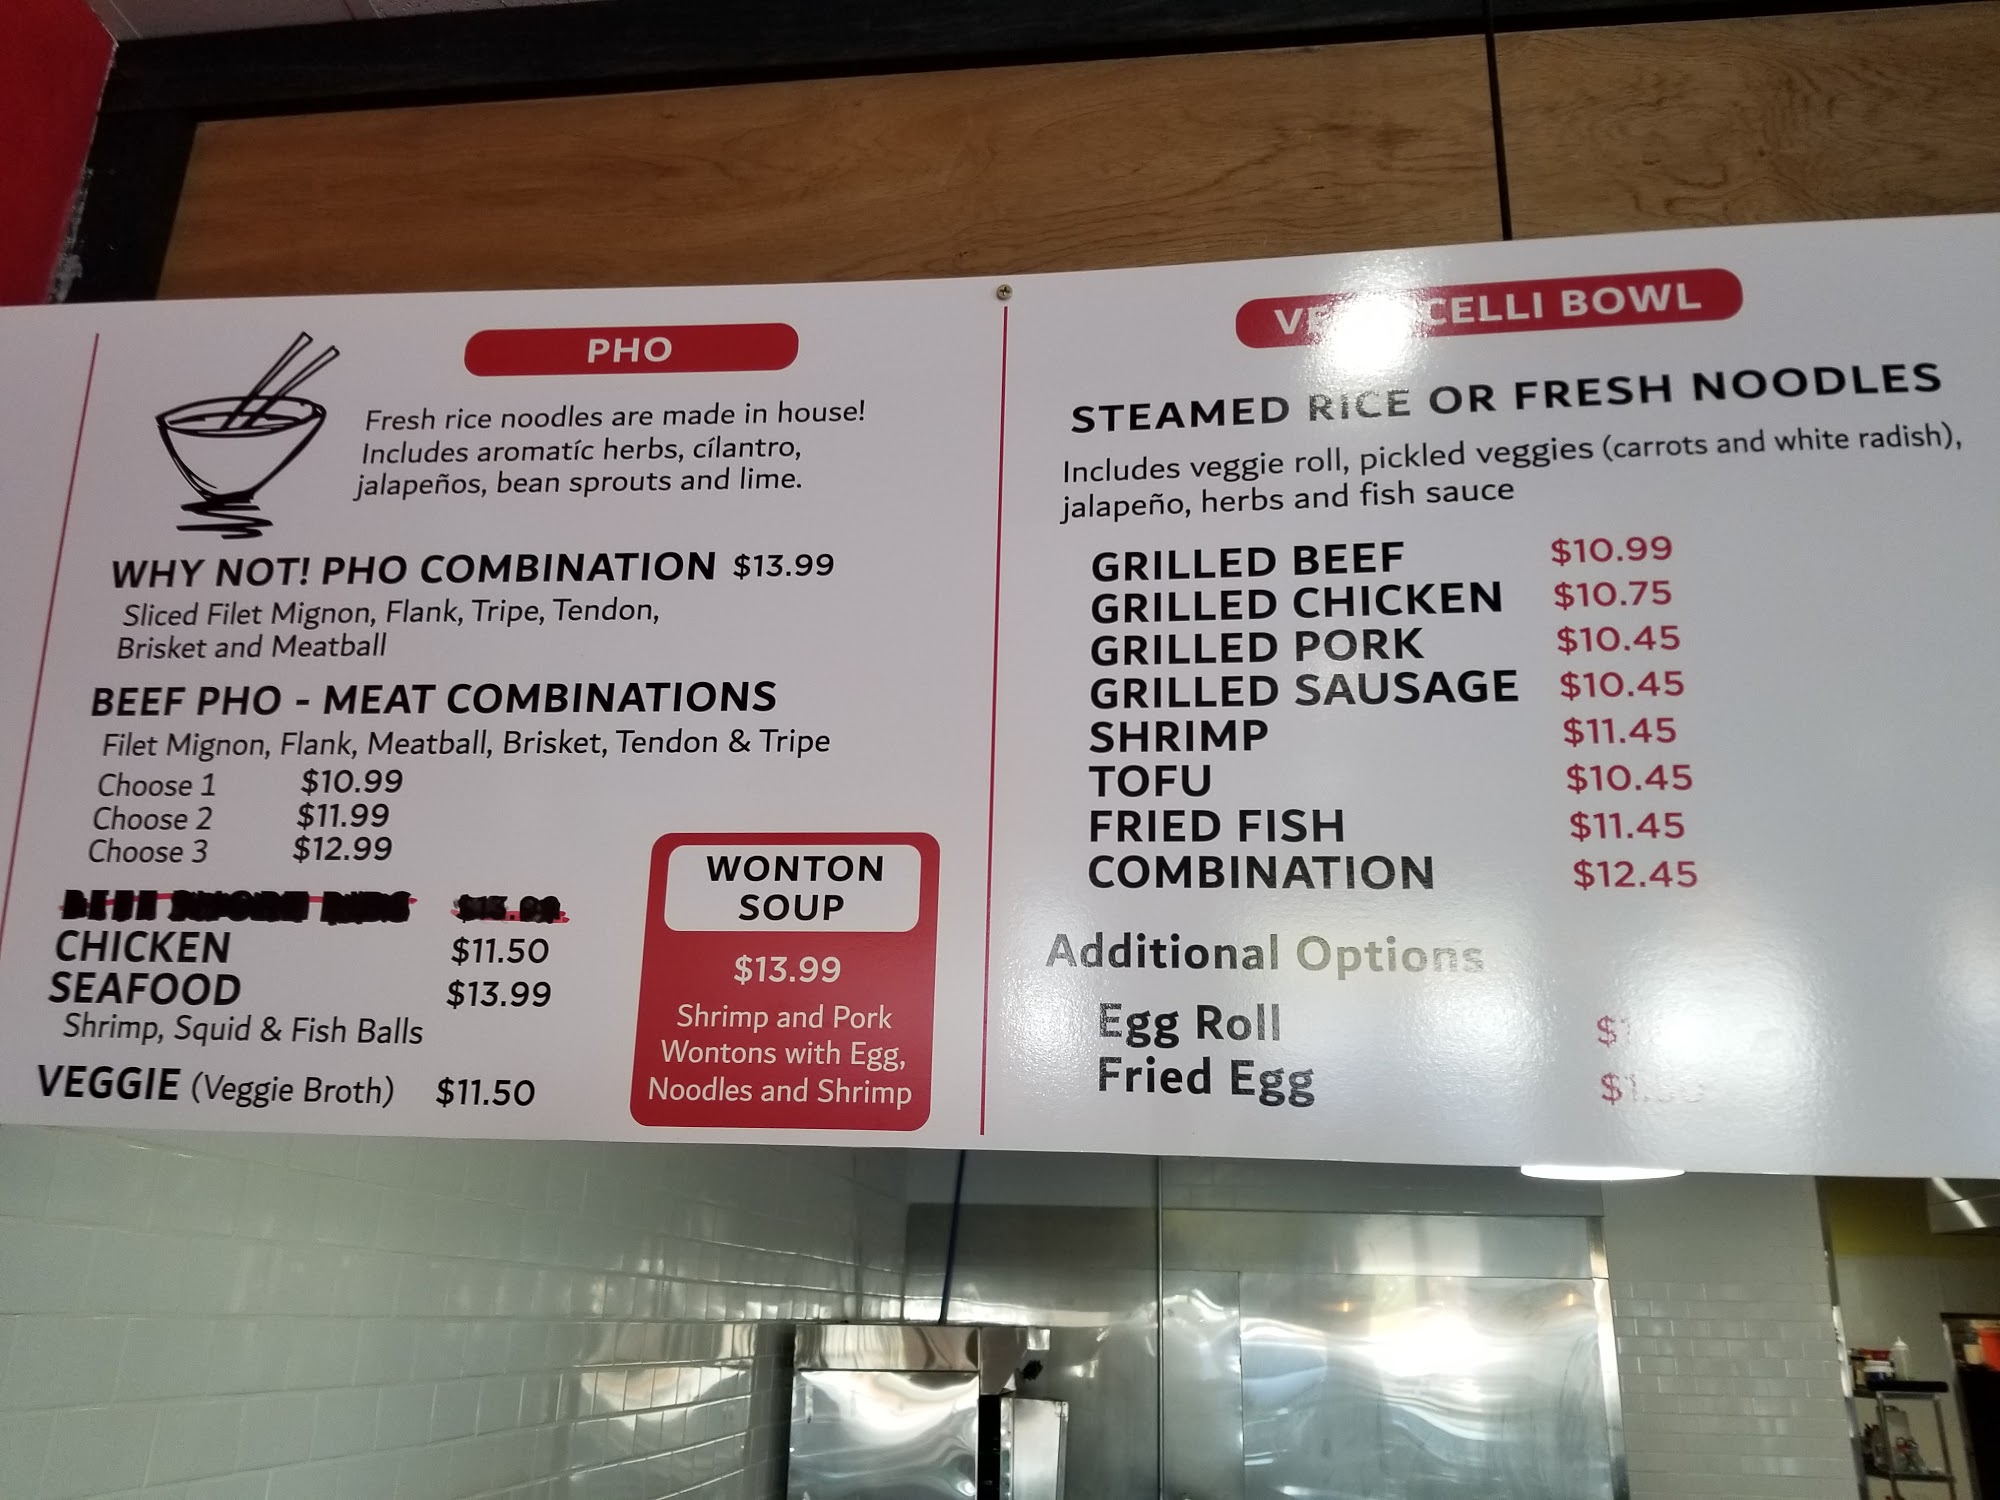 PHO
Fresh rice noodles are made in house!
Includes aromatic herbs, cilantro,
jalapeños, bean sprouts and lime.
WHY NOT! PHO COMBINATION $13.99
Sliced Filet Mignon, Flank, Tripe, Tendon,
Brisket and Meatball
BEEF PHO - MEAT COMBINATIONS
Filet Mignon, Flank, Meatball, Brisket, Tendon & Tripe
Choose 1 $10.99
Choose 2 $11.99
Choose 3 $12.99
CHICKEN $11.50
SEAFOOD $13.99
Shrimp, Squid & Fish Balls
VEGGIE (Veggie Broth) $11.50
WONTON
SOUP
$13.99
Shrimp and Pork
Wontons with Egg,
Noodles and Shrimp
BOWL
STEAMED RICE OR FRESH NOODLES
Includes veggie roll, pickled veggies (carrots and white radish),
jalapeño, herbs and fish sauce
GRILLED BEEF $10.99
GRILLED CHICKEN $10.75
GRILLED PORK $10.45
GRILLED SAUSAGE $10.45
SHRIMP $11.45
TOFU $10.45
FRIED FISH $11.45
COMBINATION $12.45
Additional Options
Egg Roll
Fried Egg